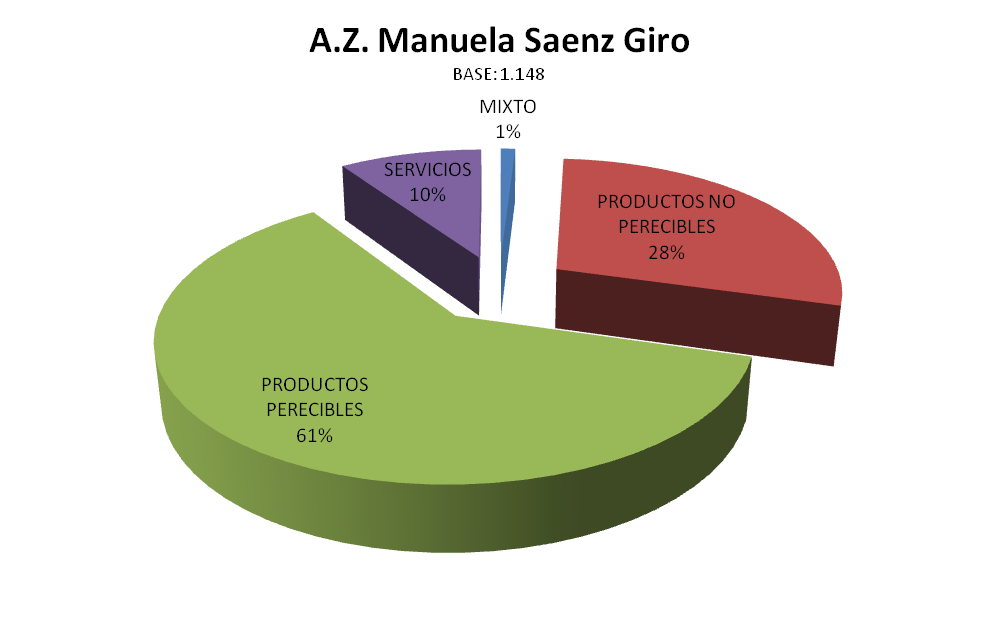 A.Z. Manuela Saenz Giro
BASE: 1.148
MIXTO
1%
SERVICIOS
10%
PRODUCTOS NO
PERECIBLES
28%
PRODUCTOS
PERECIBLES
61%